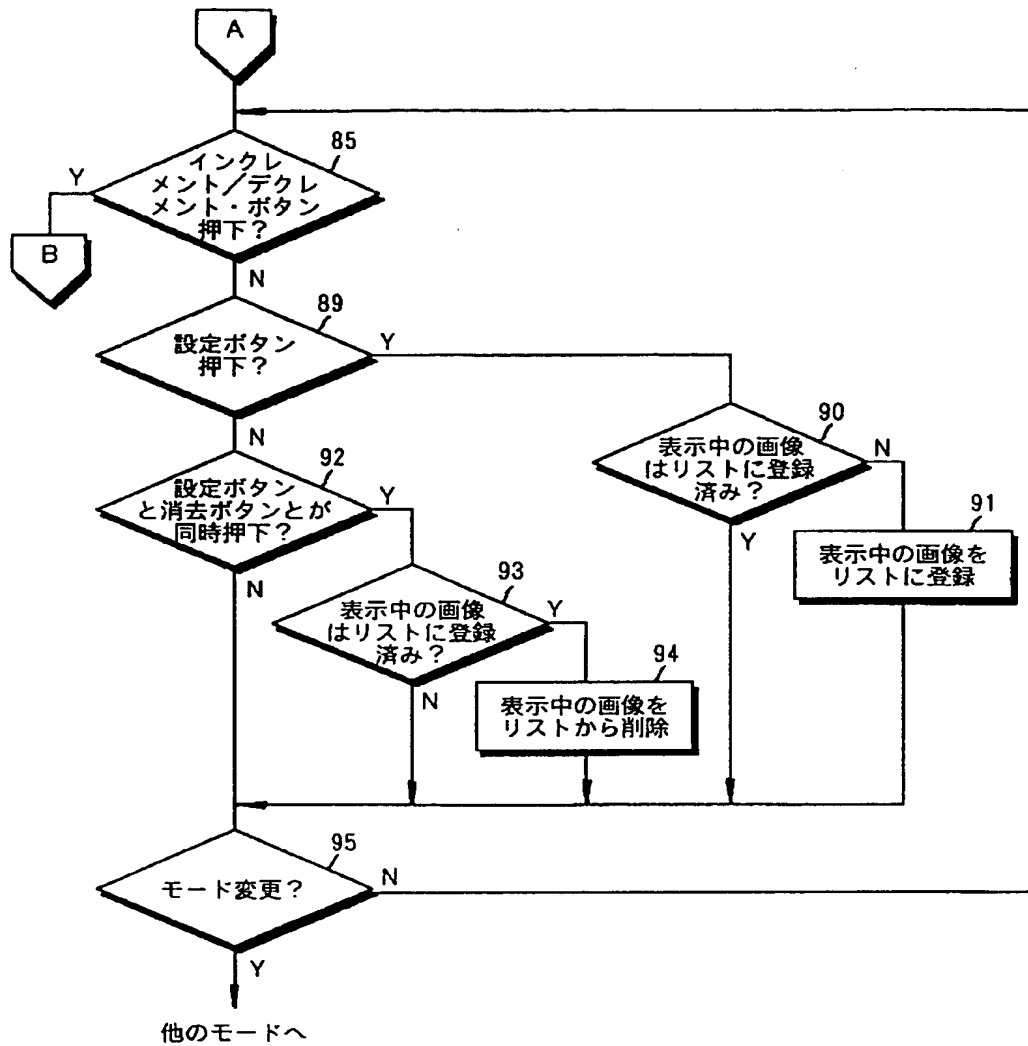 A
85
インクレ
メント/デクレ
メント・ボタン
押下?
Y
B
N
89
設定ボタン
押下?
Y
N
90
表示中の画像
はリストに登録
済み?
N
Y
91
表示中の画像を
リストに登録
92
設定ボタン
と消去ボタンとが
同時押下?
Y
N
93
表示中の画像
はリストに登録
済み?
Y
N
94
表示中の画像を
リストから削除
95
モード変更?
N
Y
他のモードへ